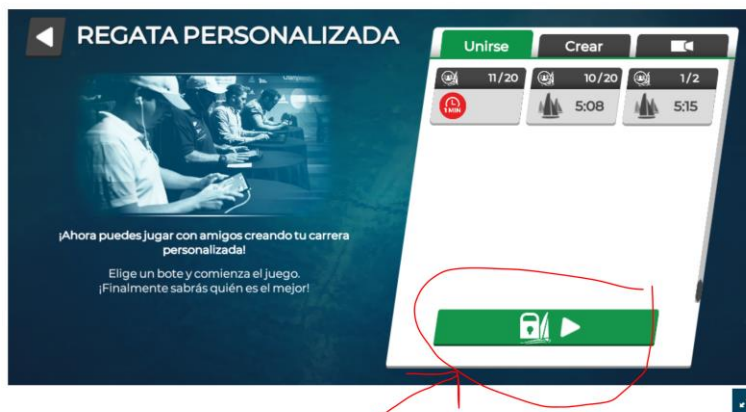 REGATA PERSONALIZADA
Unirse
Crear
11/20
10/20
1/2
1 MIN
5:08
5:15
¡Ahora puedes jugar con amigos creando tu carrera
personalizada!
Elige un bote y comienza el juego.
¡Finalmente sabrás quién es el mejor!